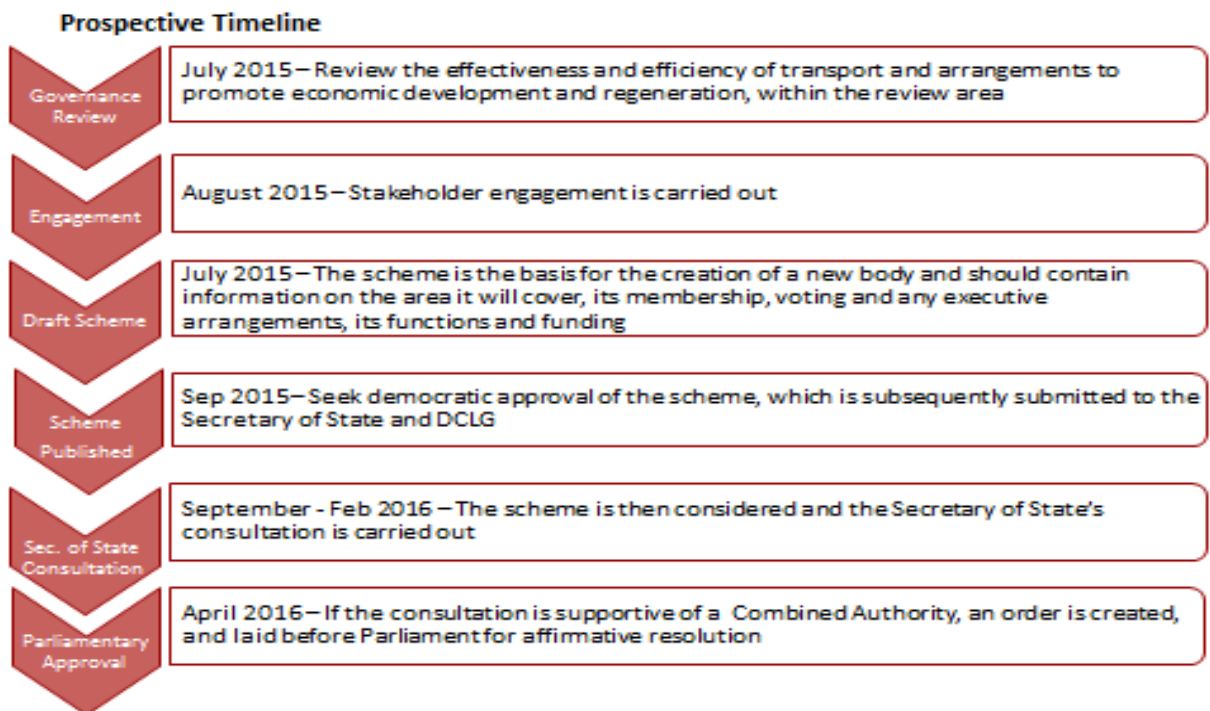 Prospective Timeline
Governance
Review
July 2015 – Review the effectiveness and efficiency of transport and arrangements to
promote economic development and regeneration, within the review area
Engagement
August 2015 – Stakeholder engagement is carried out
Draft Scheme
July 2015 – The scheme is the basis for the creation of a new body and should contain
information on the area it will cover, its membership, voting and any executive
arrangements, its functions and funding
Scheme
Published
Sep 2015 – Seek democratic approval of the scheme, which is subsequently submitted to the
Secretary of State and DCLG
Sec. of State
Consultation
September - Feb 2016 – The scheme is then considered and the Secretary of State's
consultation is carried out
Parliamentary
Approval
April 2016 – If the consultation is supportive of a Combined Authority, an order is created,
and laid before Parliament for affirmative resolution